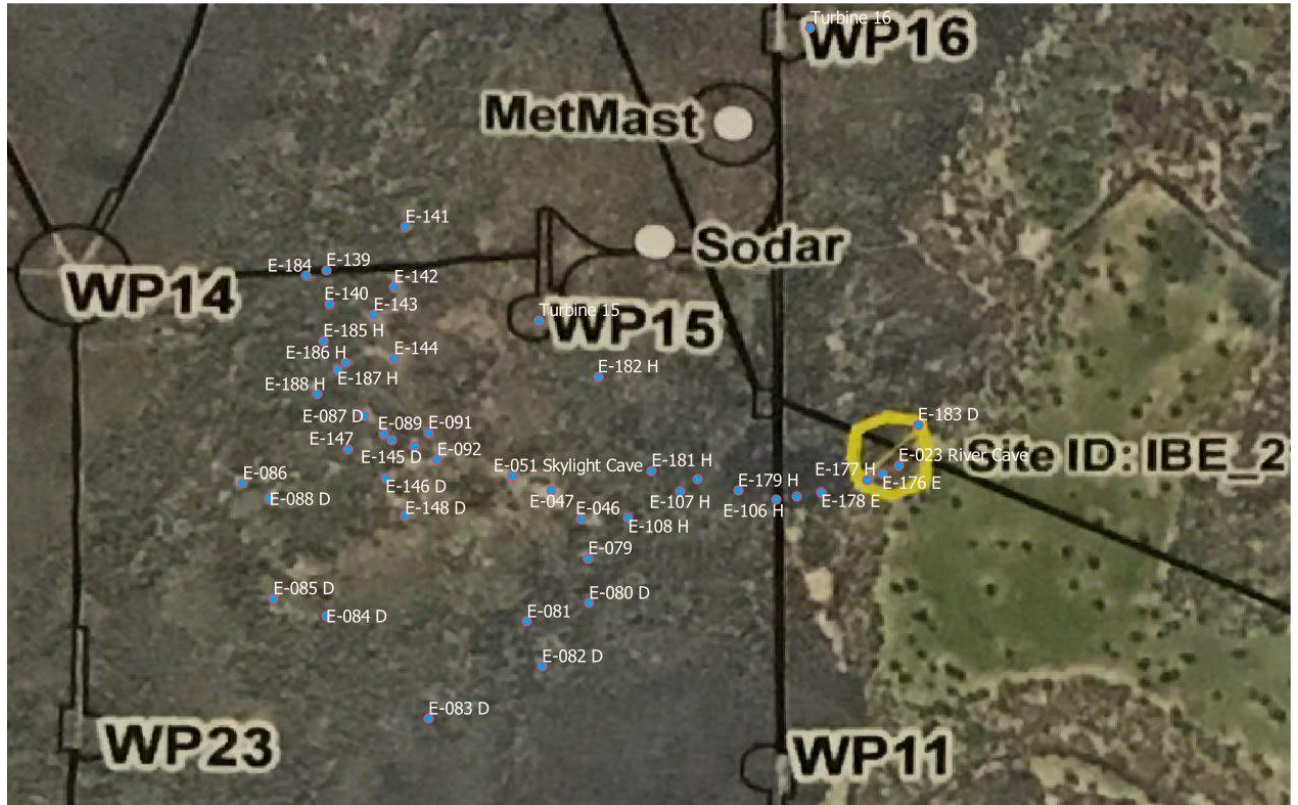 Turbine 16
WP16
MetMast
E-141
Sodar
E-184
E-139
E-142
WP14
E-140
E-143
Turbine 15
WP15
E-185 H
E-186 H
E-144
E-187 H
E-182 H
E-188 H
E-087 D
E-089
E-091
E-183 D
E-147
E-145 D
E-092
E-023 River Cave
Site ID: IBE_2
E-051 Skylight Cave
E-181 H
E-177 H
E-086
E-146 D
E-179 H
E-176 E
E-088 D
E-047
E-107 H
E-106 H
E-178 E
E-148 D
E-046
E-108 H
E-079
E-085 D
E-080 D
E-084 D
E-081
E-082 D
E-083 D
WP23
WP11